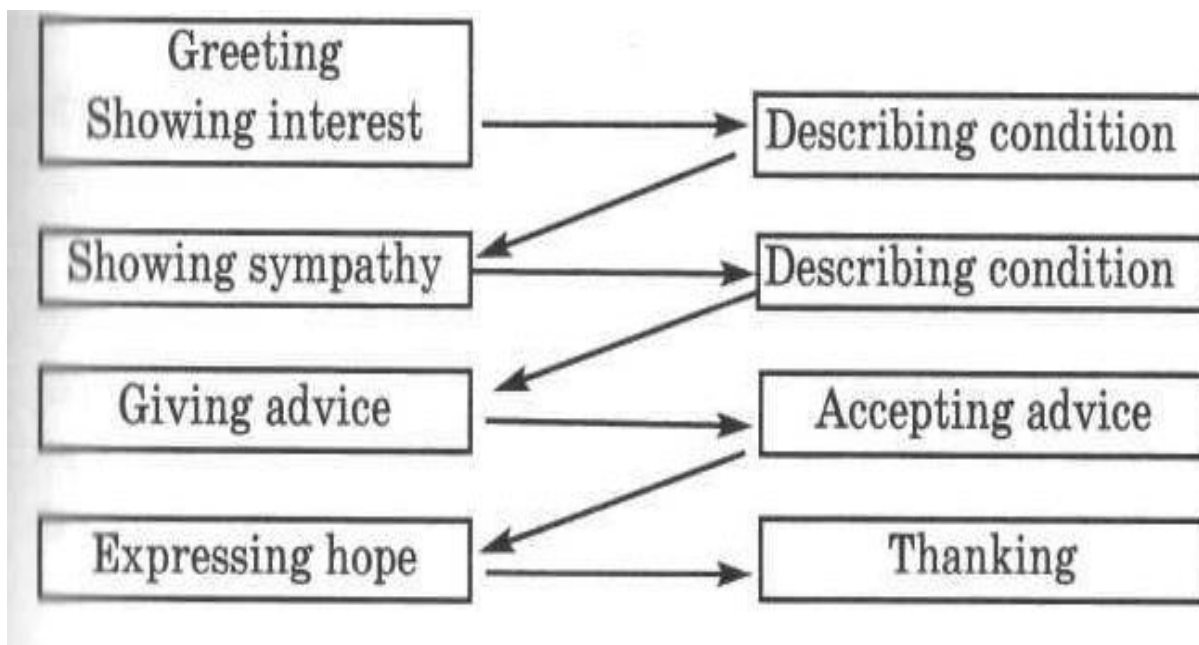 Greeting
Showing interest
Describing condition
Showing sympathy
Describing condition
Giving advice
Accepting advice
Expressing hope
Thanking